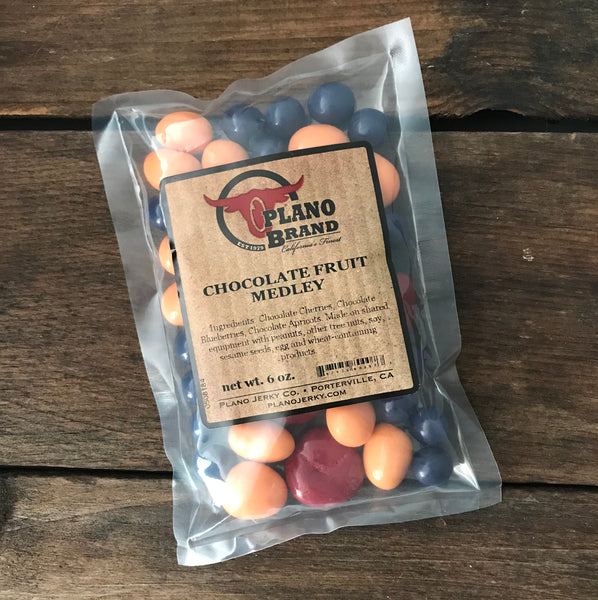 PLANO
BRAND
EST 1929
California's Finest
CHOCOLATE FRUIT
MEDLEY
Ingredients: Chocolate Cherries, Chocolate
Blueberries, Chocolate Apricots. Made on shared
equipment with peanuts, other tree nuts, soy,
sesame seeds, egg and wheat-containing
products.
net wt. 6 oz.
PLANO JERKY CO. • PORTERVILLE, CA
PLANOJERKY.COM